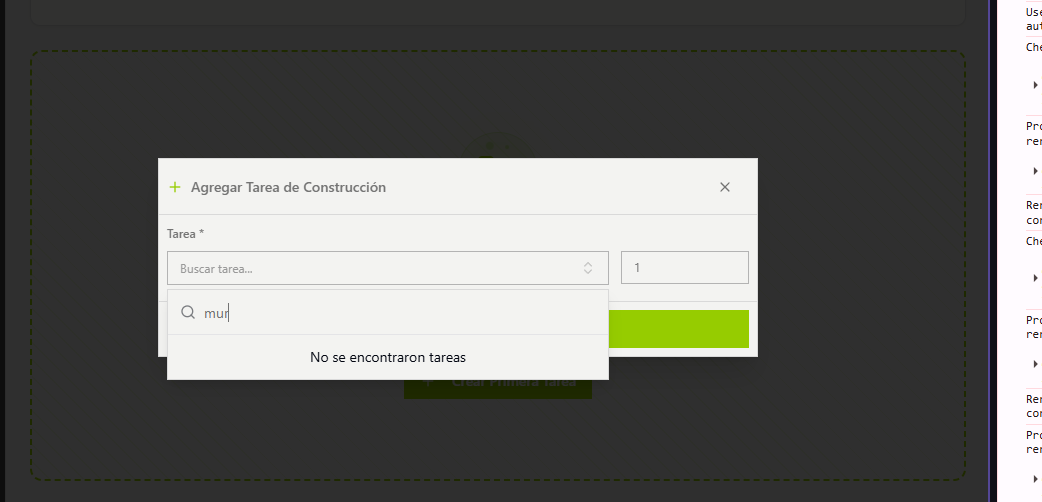 Use
aut
Che
Pro
ren
Ren
con
Che
Pro
ren
Ren
con
Pro
ren
Agregar Tarea de Construcción
Tarea *
Buscar tarea...
1
mur
No se encontraron tareas
Crear Primera Tarea